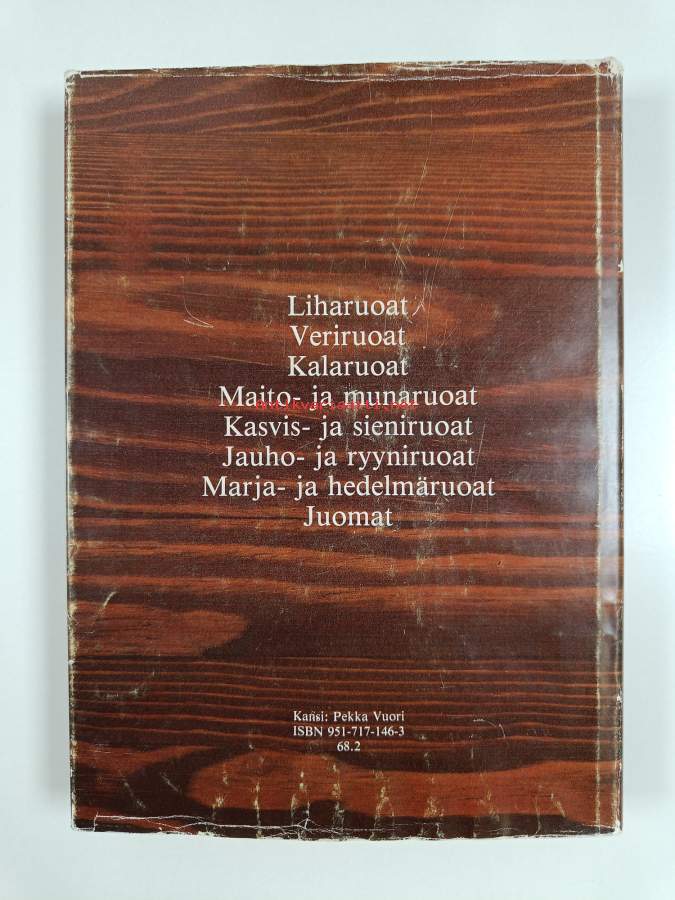 Liharuoat
Veriruoat
Kalaruoat
Maito- ja munaruoat
Kasvis- ja sieniruoat
Jauho- ja ryyniruoat
Marja- ja hedelmäruoat
Juomat
Kansi: Pekka Vuori
ISBN 951-717-146-3
68.2